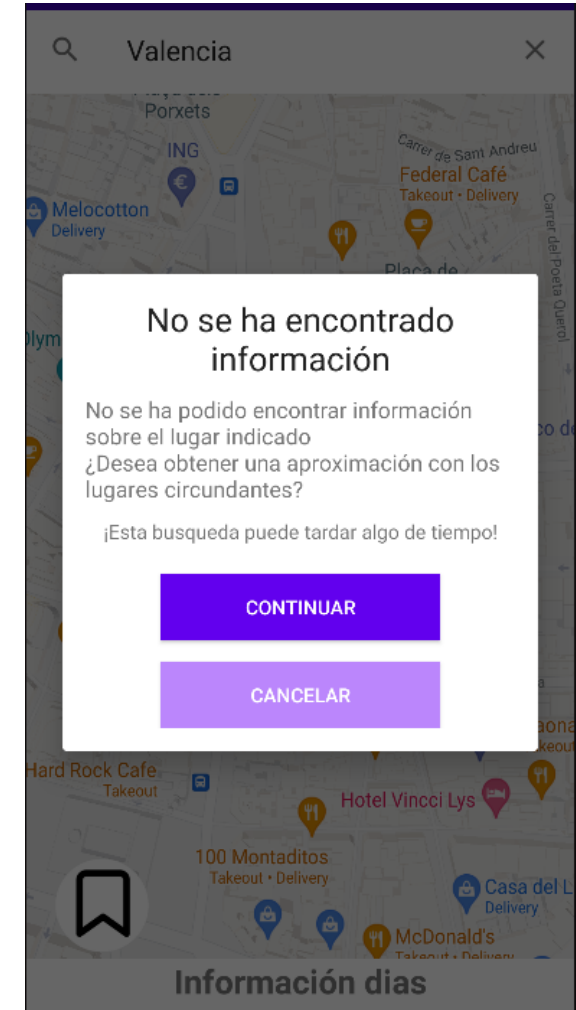 Valencia
Porxets
ING
Carrer de Sant Andreu
Federal Café
Takeout • Delivery
Melocotton
Delivery
Carrer del Poeta Querol
Plaça de
No se ha encontrado
información
No se ha podido encontrar información
sobre el lugar indicado
¿Desea obtener una aproximación con los
lugares circundantes?
¡Esta busqueda puede tardar algo de tiempo!
CONTINUAR
CANCELAR
Hard Rock Cafe
Takeout
Hotel Vincci Lys
100 Montaditos
Takeout • Delivery
Casa del L
Delivery
McDonald's
Takeout • Delivery
Información dias